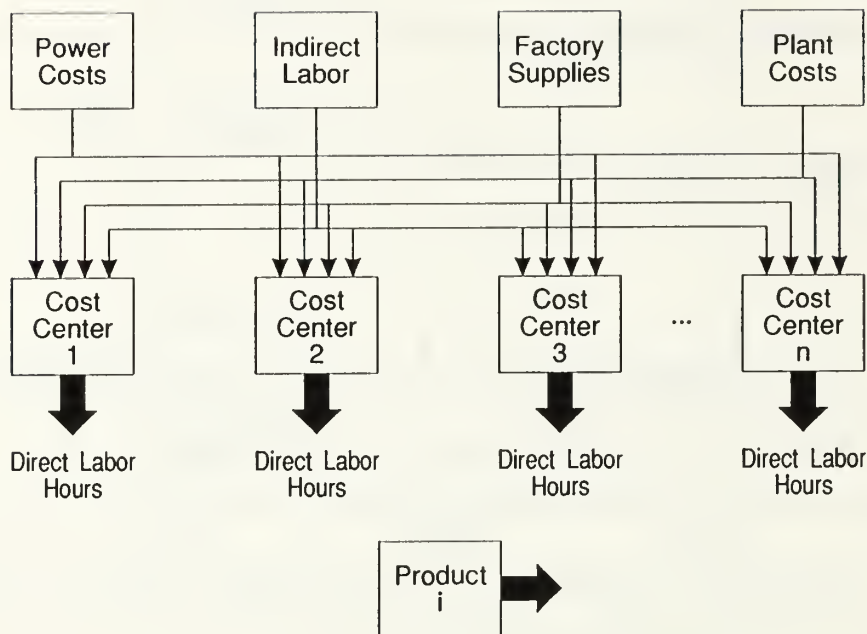 Power
Costs
Indirect
Labor
Factory
Supplies
Plant
Costs
Cost
Center
1
Cost
Center
2
Cost
Center
3
...
Cost
Center
n
Direct Labor
Hours
Direct Labor
Hours
Direct Labor
Hours
Direct Labor
Hours
Product
i